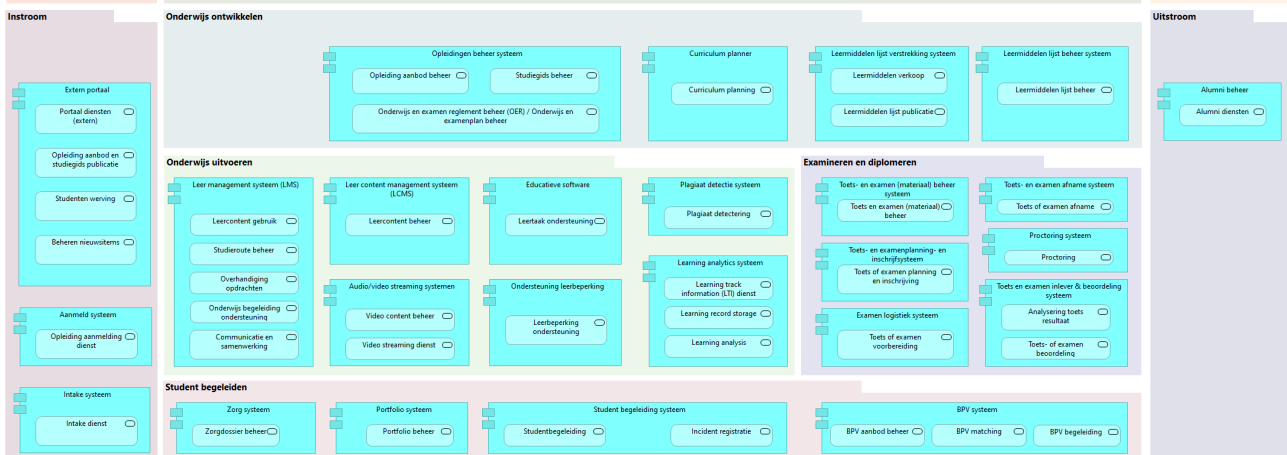 Instroom
Extern portaal
Portaal diensten
(extern)
Opleiding aanbod en
studiegids publicatie
Studenten werving
Beheren nieuwsitems
Aanmeld systeem
Opleiding aanmelding
dienst
Intake systeem
Intake dienst
Onderwijs ontwikkelen
Opleidingen beheer systeem
Opleiding aanbod beheer
Studiegids beheer
Onderwijs en examen reglement beheer (OER) / Onderwijs en
examenplan beheer
Curriculum planner
Curriculum planning
Leermiddelen lijst verstrekking systeem
Leermiddelen verkoop
Leermiddelen lijst publicatie
Leermiddelen lijst beheer systeem
Leermiddelen lijst beheer
Onderwijs uitvoeren
Leer management systeem (LMS)
Leercontent gebruik
Studieroute beheer
Overhandiging
opdrachten
Onderwijs begeleiding
ondersteuning
Communicatie en
samenwerking
Leer content management systeem
(LCMS)
Leercontent beheer
Audio/video streaming systemen
Video content beheer
Video streaming dienst
Educatieve software
Leertaak ondersteuning
Ondersteuning leerbeperking
Leerbeperking
ondersteuning
Plagiaat detectie systeem
Plagiaat detectering
Learning analytics systeem
Learning track
information (LTI) dienst
Learning record storage
Learning analysis
Examineren en diplomeren
Toets- en examen (materiaal) beheer
systeem
Toets en examen (materiaal)
beheer
Toets- en examenplanning- en
inschrijfsysteem
Toets of examen planning
en inschrijving
Examen logistiek systeem
Toets of examen
voorbereiding
Toets- en examen afname systeem
Toets of examen afname
Proctoring systeem
Proctoring
Toets en examen inlever & beoordeling
systeem
Analysering toets
resultaat
Toets- of examen
beoordeling
Student begeleiden
Zorg systeem
Zorgdossier beheer
Portfolio systeem
Portfolio beheer
Student begeleiding systeem
Studentbegeleiding
Incident registratie
BPV systeem
BPV aanbod beheer
BPV matching
BPV begeleiding
Uitstroom
Alumni beheer
Alumni diensten